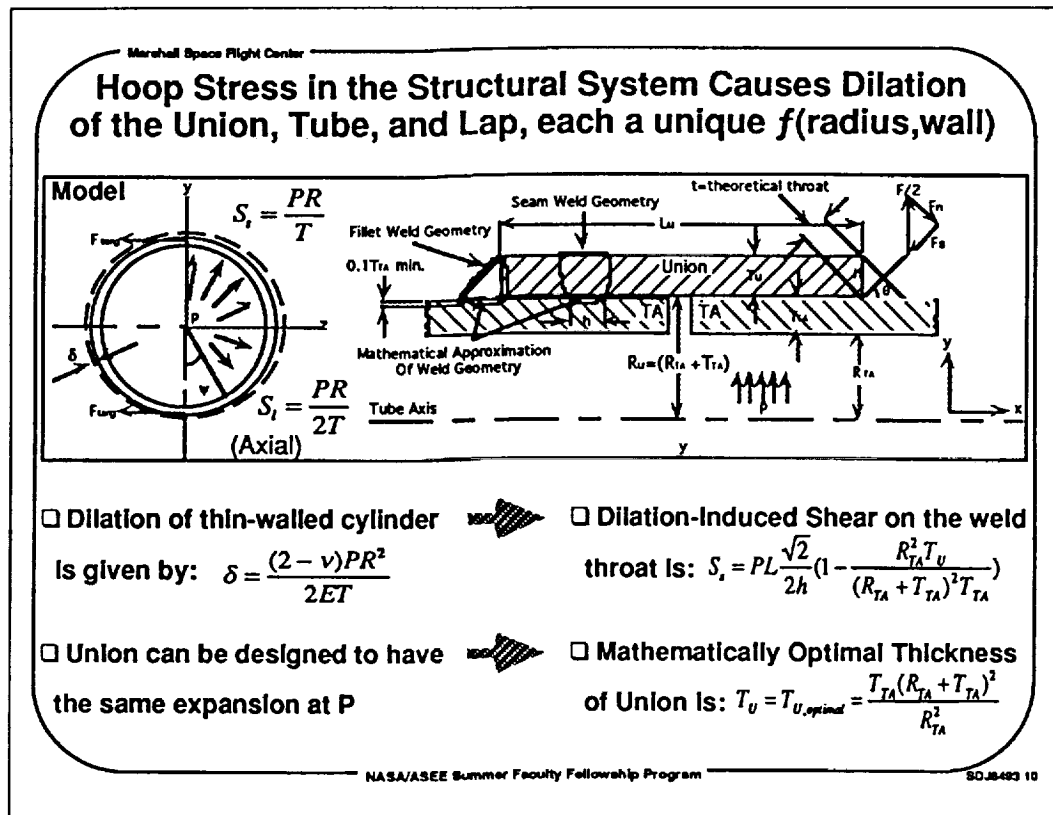 Marshall Space Flight Center
Hoop Stress in the Structural System Causes Dilation
of the Union, Tube, and Lap, each a unique f(radius,wall)
Model
y
S_t = PR/T
F
P
z
δ
ν
F
S_l = PR/2T
(Axial)
t=theoretical throat
Seam Weld Geometry
Fillet Weld Geometry
0.1T_TA min.
L_U
Union
T_U
TA
TA
T_TA
h
F/2
Fn
Fs
θ
Mathematical Approximation
Of Weld Geometry
R_U=(R_TA + T_TA)
R_TA
P
Tube Axis
y
x
y
❑ Dilation of thin-walled cylinder
is given by: δ = (2 - ν)PR²/2ET
❑ Dilation-Induced Shear on the weld
throat is: S_s = PL √2/2h (1 - R_TA² T_U/(R_TA + T_TA)² T_TA)
❑ Union can be designed to have
the same expansion at P
❑ Mathematically Optimal Thickness
of Union is: T_U = T_U,optimal = T_TA(R_TA + T_TA)²/R_TA²
NASA/ASEE Summer Faculty Fellowship Program
SDJ8493 10